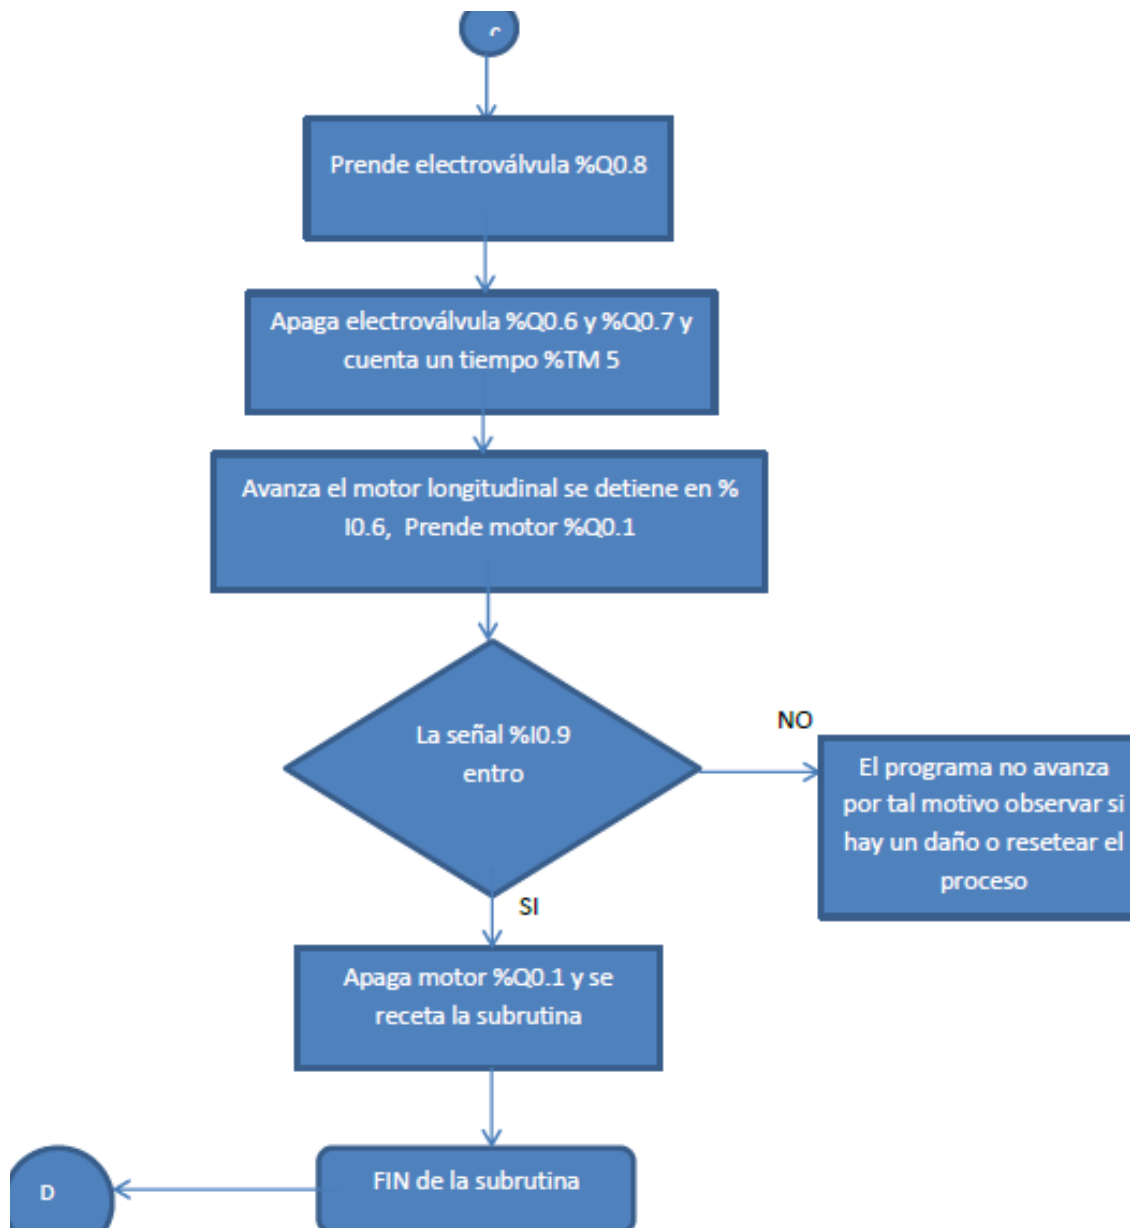 Prende electroválvula %Q0.8
Apaga electroválvula %Q0.6 y %Q0.7 y
cuenta un tiempo %TM 5
Avanza el motor longitudinal se detiene en %
I0.6, Prende motor %Q0.1
La señal %I0.9
entro
NO
El programa no avanza
por tal motivo observar si
hay un daño o resetear el
proceso
SI
Apaga motor %Q0.1 y se
receta la subrutina
FIN de la subrutina
D